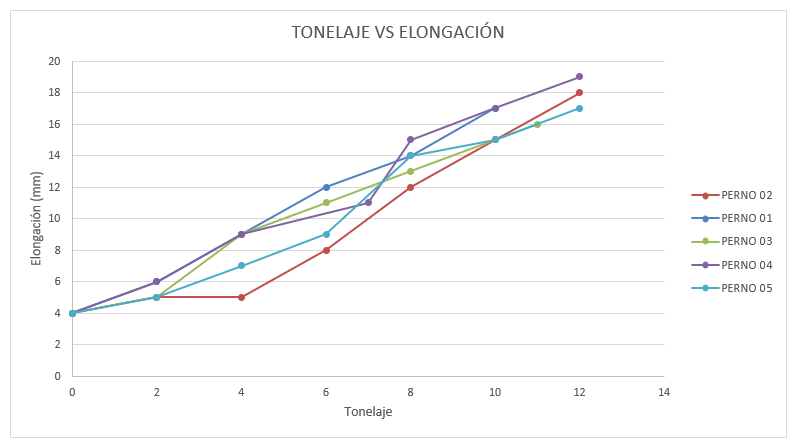 TONELAJE VS ELONGACIÓN
20
18
16
14
12
10
8
6
4
2
0
Elongación (mm)
0 2 4 6 8 10 12 14
Tonelaje
PERNO 02
PERNO 01
PERNO 03
PERNO 04
PERNO 05